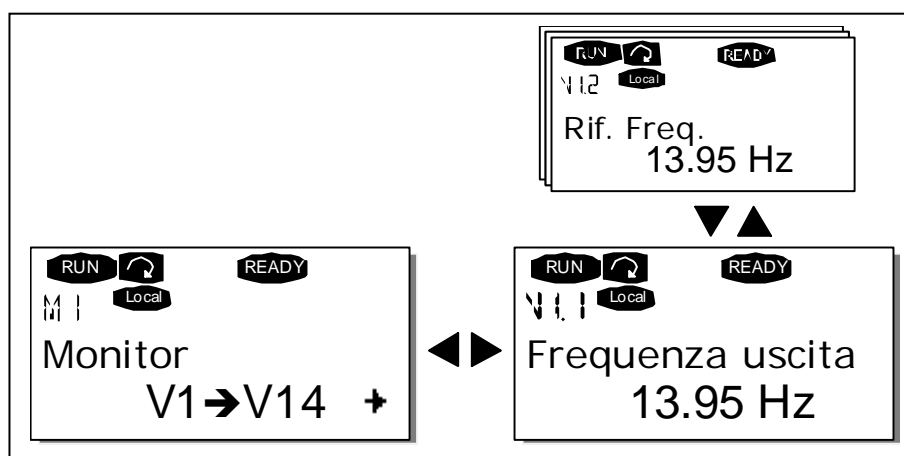 RUN READY
V1.2 Local
Rif. Freq.
13.95 Hz
RUN READY
M1 Local
Monitor
V1➔V14
RUN READY
V1.1 Local
Frequenza uscita
13.95 Hz